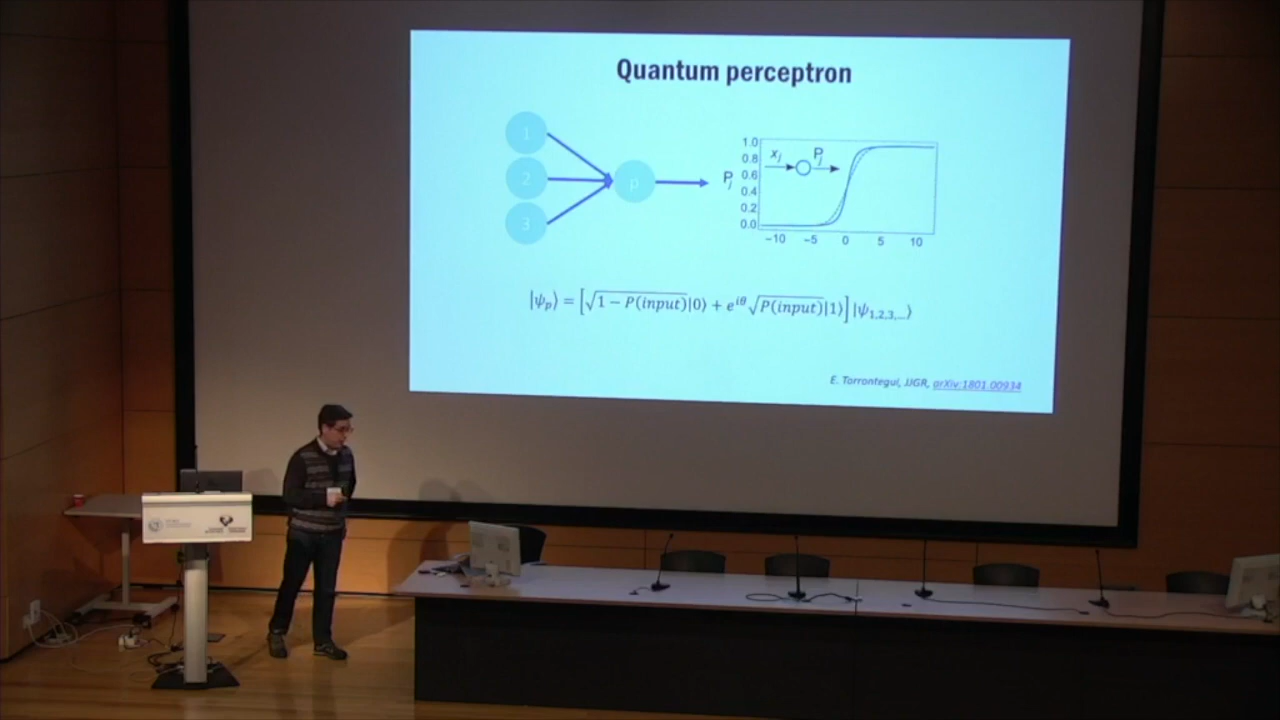 Quantum perceptron
1
2
3
p
P_j
1.0
0.8
0.6
0.4
0.2
0.0
x_j
P_j
−10 −5 0 5 10
|ψ_p⟩ = [√1 − P(input)|0⟩ + e^{iθ}√P(input)|1⟩]|ψ_{1,2,3,...}⟩
E. Torrontegui, JJGR, arXiv:1801.00934